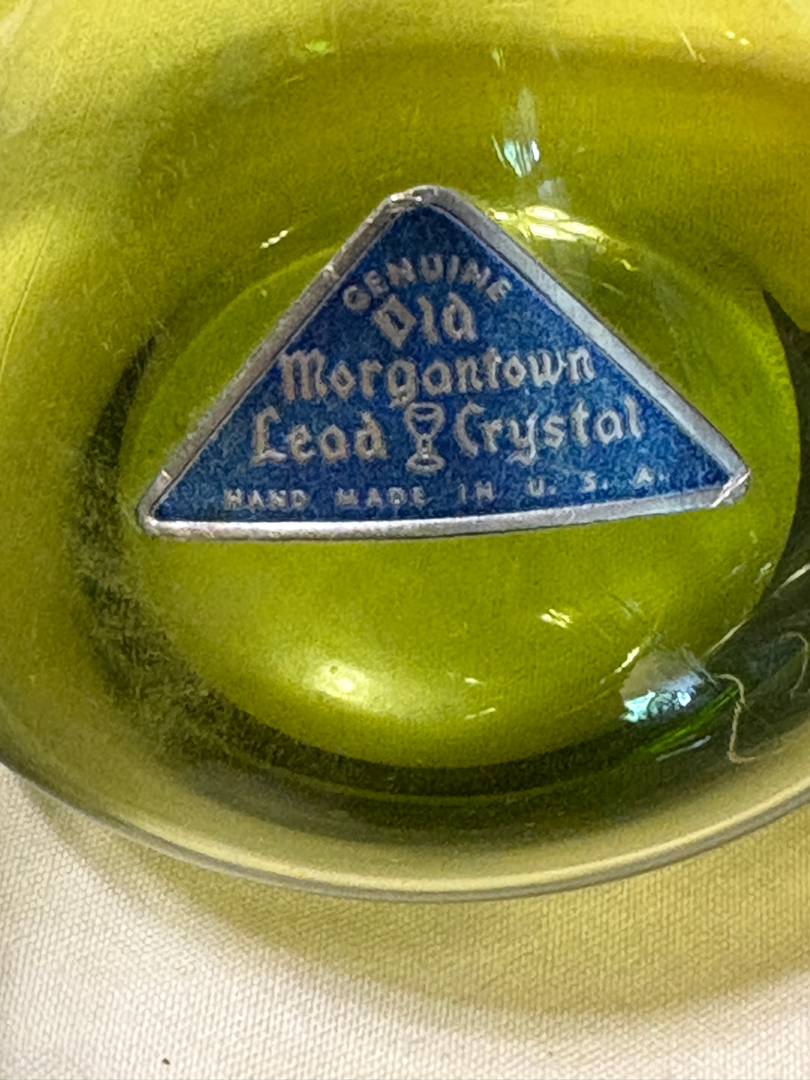 GENUINE
Old
Morgantown
Lead Crystal
HAND MADE IN U. S. A.